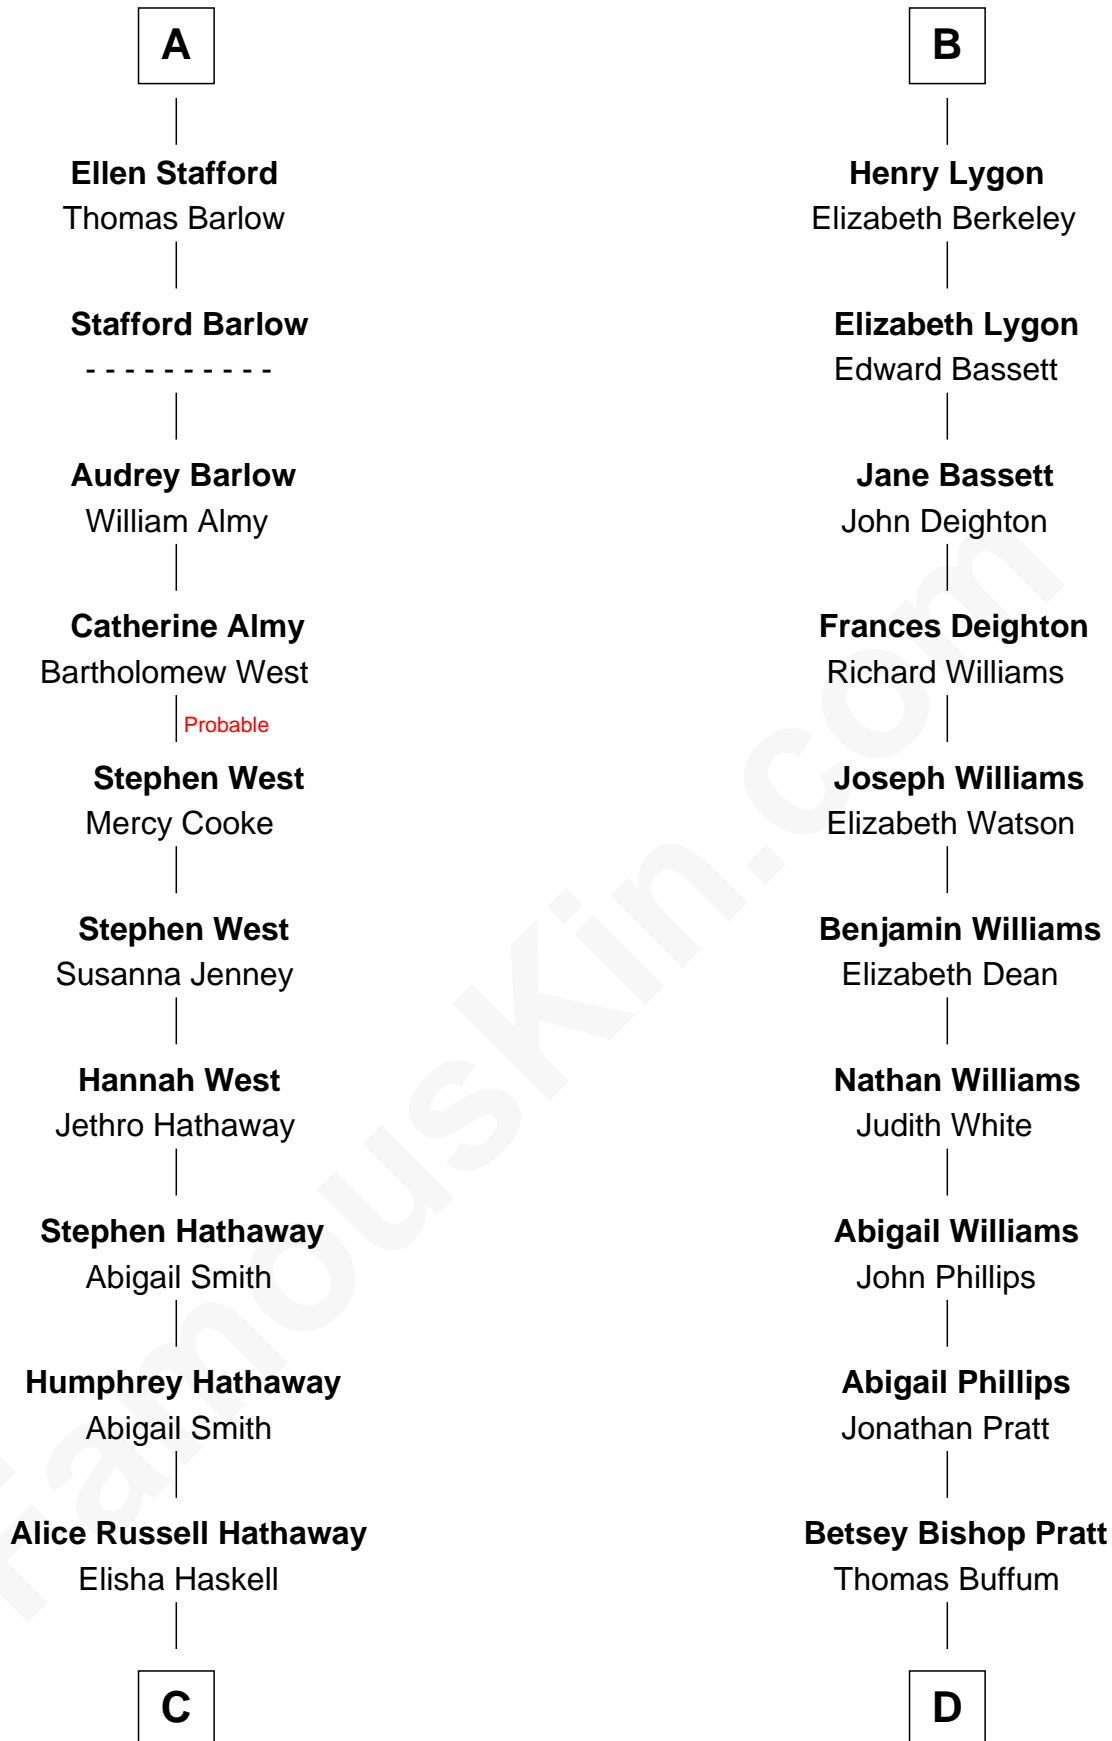 A
Ellen Stafford
Thomas Barlow
Stafford Barlow
- - - - - - - - - -
Audrey Barlow
William Almy
Catherine Almy
Bartholomew West
Probable
Stephen West
Mercy Cooke
Stephen West
Susanna Jenney
Hannah West
Jethro Hathaway
Stephen Hathaway
Abigail Smith
Humphrey Hathaway
Abigail Smith
Alice Russell Hathaway
Elisha Haskell
C
B
Henry Lygon
Elizabeth Berkeley
Elizabeth Lygon
Edward Bassett
Jane Bassett
John Deighton
Frances Deighton
Richard Williams
Joseph Williams
Elizabeth Watson
Benjamin Williams
Elizabeth Dean
Nathan Williams
Judith White
Abigail Williams
John Phillips
Abigail Phillips
Jonathan Pratt
Betsey Bishop Pratt
Thomas Buffum
D
FamousKin.com